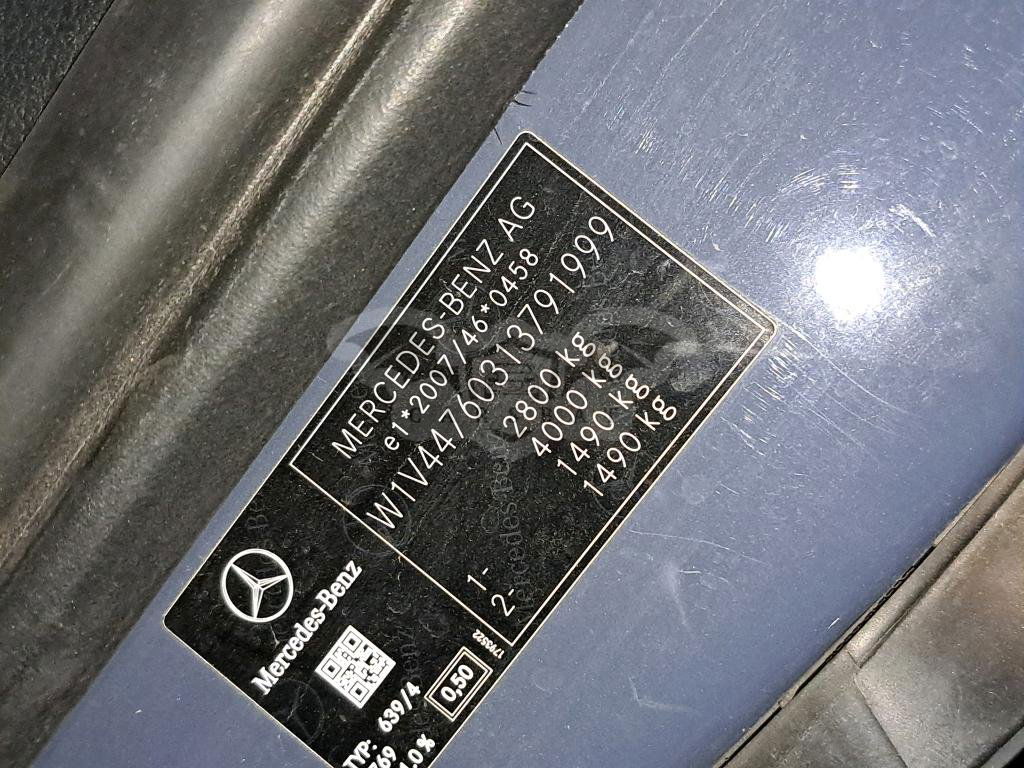 MERCEDES-BENZ AG
e1*2007/46*0458
W1V44760313791999
2800 kg
4000 kg
1- 1490 kg
2- 1490 kg
Mercedes-Benz
TYP: 639/4
0,50
1793522